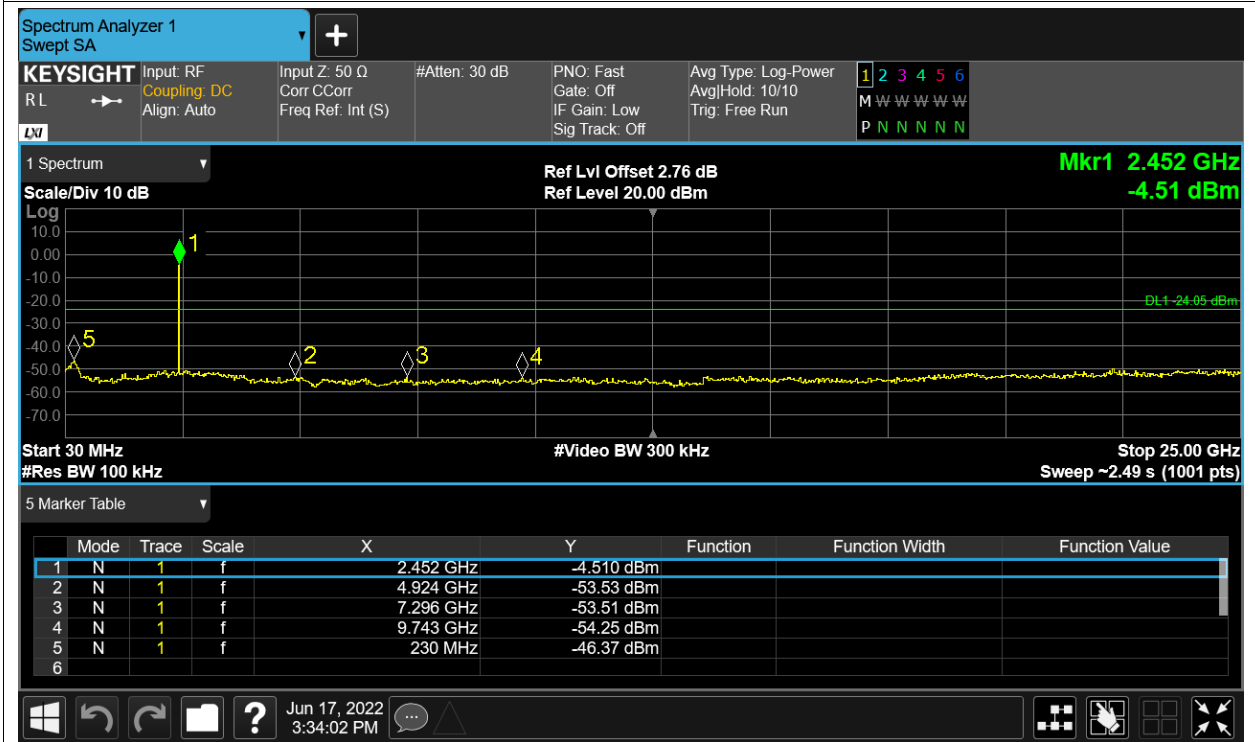 Spectrum Analyzer 1
Swept SA
+
KEYSIGHT
R L
LXI
Input: RF
Coupling: DC
Align: Auto
Input Z: 50 Ω
Corr CCorr
Freq Ref: Int (S)
#Atten: 30 dB
PNO: Fast
Gate: Off
IF Gain: Low
Sig Track: Off
Avg Type: Log-Power
Avg|Hold: 10/10
Trig: Free Run
1 2 3 4 5 6
M W W W W W
P N N N N N
1 Spectrum
Scale/Div 10 dB
Ref Lvl Offset 2.76 dB
Ref Level 20.00 dBm
Mkr1 2.452 GHz
-4.51 dBm
Log
10.0
0.00
-10.0
-20.0
-30.0
-40.0
-50.0
-60.0
-70.0
1
DL1 -24.05 dBm
5
2
3
4
Start 30 MHz
#Video BW 300 kHz
Stop 25.00 GHz
#Res BW 100 kHz
Sweep ~2.49 s (1001 pts)
5 Marker Table
Mode Trace Scale X Y Function Function Width Function Value
1 N 1 f 2.452 GHz -4.510 dBm
2 N 1 f 4.924 GHz -53.53 dBm
3 N 1 f 7.296 GHz -53.51 dBm
4 N 1 f 9.743 GHz -54.25 dBm
5 N 1 f 230 MHz -46.37 dBm
6
?
Jun 17, 2022
3:34:02 PM